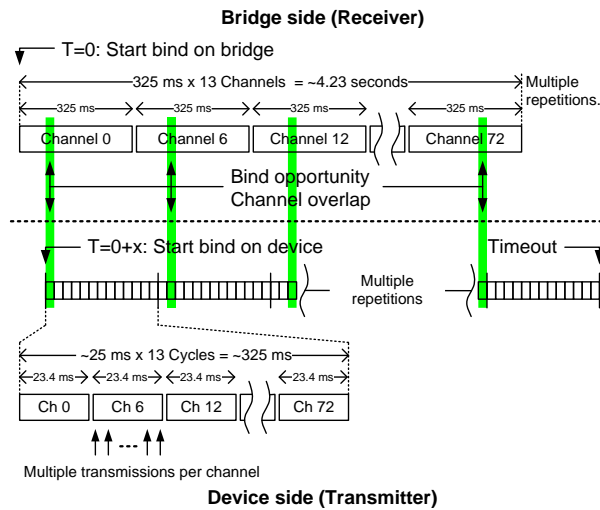 Bridge side (Receiver)
T=0: Start bind on bridge
325 ms x 13 Channels = ~4.23 seconds
Multiple
repetitions.
325 ms
325 ms
325 ms
325 ms
Channel 0
Channel 6
Channel 12
Channel 72
Bind opportunity
Channel overlap
T=0+x: Start bind on device
Timeout
Multiple
repetitions
~25 ms x 13 Cycles = ~325 ms
23.4 ms
23.4 ms
23.4 ms
23.4 ms
Ch 0
Ch 6
Ch 12
Ch 72
Multiple transmissions per channel
Device side (Transmitter)